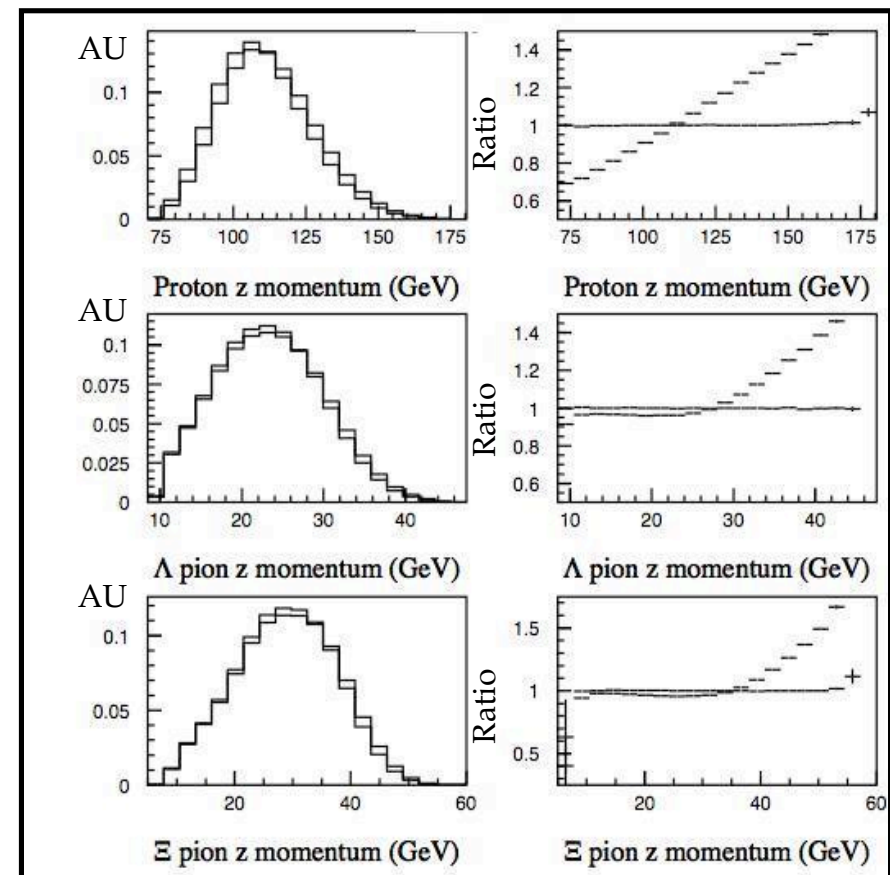 AU
0.1
0.05
0
75 100 125 150 175
Proton z momentum (GeV)
Ratio
1.4
1.2
1
0.8
0.6
75 100 125 150 175
Proton z momentum (GeV)
AU
0.1
0.075
0.05
0.025
0
10 20 30 40
Λ pion z momentum (GeV)
Ratio
1.4
1.2
1
0.8
0.6
10 20 30 40
Λ pion z momentum (GeV)
AU
0.1
0.05
0
20 40 60
Ξ pion z momentum (GeV)
Ratio
1.5
1
0.5
20 40 60
Ξ pion z momentum (GeV)